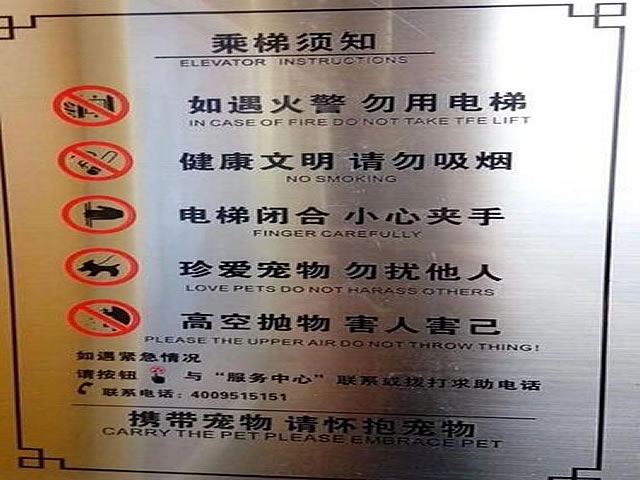 乘梯须知
ELEVATOR INSTRUCTIONS
如遇火警 勿用电梯
IN CASE OF FIRE DO NOT TAKE TFE LIFT
健康文明 请勿吸烟
NO SMOKING
电梯闭合 小心夹手
FINGER CAREFULLY
珍爱宠物 勿扰他人
LOVE PETS DO NOT HARASS OTHERS
高空抛物 害人害己
PLEASE THE UPPER AIR DO NOT THROW THING!
如遇紧急情况
请按钮 与“服务中心”联系或拨打求助电话
联系电话：4009515151
携带宠物 请怀抱宠物
CARRY THE PET PLEASE EMBRACE PET